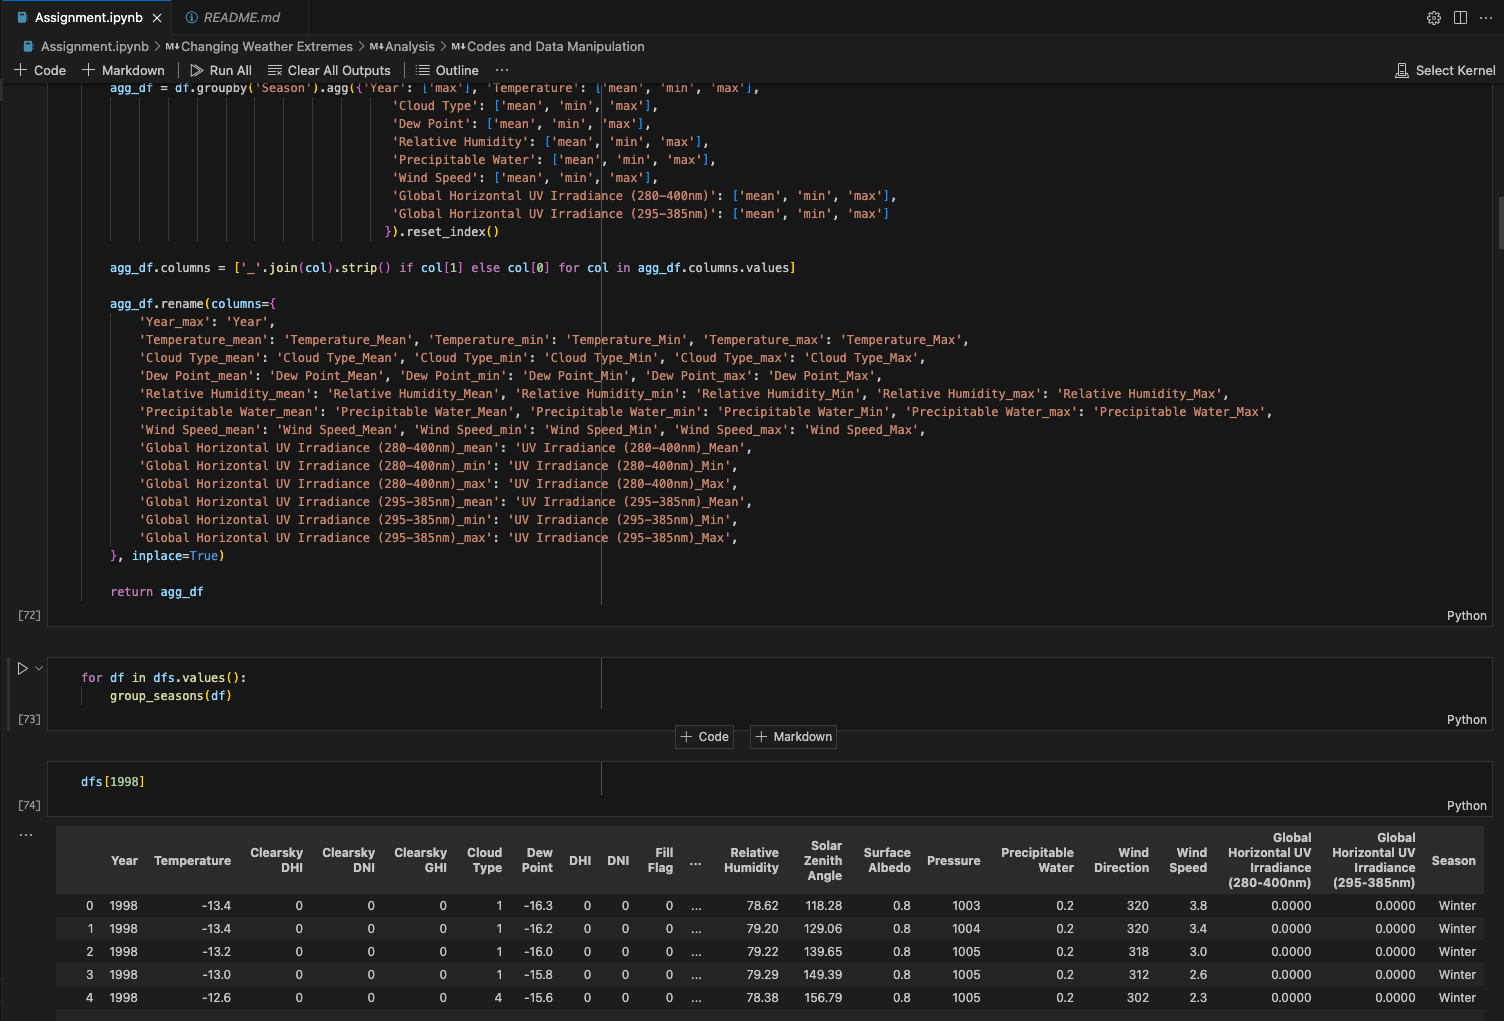 Assignment.ipynb
README.md
Assignment.ipynb > M↓Changing Weather Extremes > M↓Analysis > M↓Codes and Data Manipulation
+ Code + Markdown Run All Clear All Outputs Outline ... Select Kernel
agg_df = df.groupby('Season').agg({'Year': ['max'], 'Temperature': ['mean', 'min', 'max'],
'Cloud Type': ['mean', 'min', 'max'],
'Dew Point': ['mean', 'min', 'max'],
'Relative Humidity': ['mean', 'min', 'max'],
'Precipitable Water': ['mean', 'min', 'max'],
'Wind Speed': ['mean', 'min', 'max'],
'Global Horizontal UV Irradiance (280-400nm)': ['mean', 'min', 'max'],
'Global Horizontal UV Irradiance (295-385nm)': ['mean', 'min', 'max']
}).reset_index()
agg_df.columns = ['_'.join(col).strip() if col[1] else col[0] for col in agg_df.columns.values]
agg_df.rename(columns={
'Year_max': 'Year',
'Temperature_mean': 'Temperature_Mean', 'Temperature_min': 'Temperature_Min', 'Temperature_max': 'Temperature_Max',
'Cloud Type_mean': 'Cloud Type_Mean', 'Cloud Type_min': 'Cloud Type_Min', 'Cloud Type_max': 'Cloud Type_Max',
'Dew Point_mean': 'Dew Point_Mean', 'Dew Point_min': 'Dew Point_Min', 'Dew Point_max': 'Dew Point_Max',
'Relative Humidity_mean': 'Relative Humidity_Mean', 'Relative Humidity_min': 'Relative Humidity_Min', 'Relative Humidity_max': 'Relative Humidity_Max',
'Precipitable Water_mean': 'Precipitable Water_Mean', 'Precipitable Water_min': 'Precipitable Water_Min', 'Precipitable Water_max': 'Precipitable Water_Max',
'Wind Speed_mean': 'Wind Speed_Mean', 'Wind Speed_min': 'Wind Speed_Min', 'Wind Speed_max': 'Wind Speed_Max',
'Global Horizontal UV Irradiance (280-400nm)_mean': 'UV Irradiance (280-400nm)_Mean',
'Global Horizontal UV Irradiance (280-400nm)_min': 'UV Irradiance (280-400nm)_Min',
'Global Horizontal UV Irradiance (280-400nm)_max': 'UV Irradiance (280-400nm)_Max',
'Global Horizontal UV Irradiance (295-385nm)_mean': 'UV Irradiance (295-385nm)_Mean',
'Global Horizontal UV Irradiance (295-385nm)_min': 'UV Irradiance (295-385nm)_Min',
'Global Horizontal UV Irradiance (295-385nm)_max': 'UV Irradiance (295-385nm)_Max',
}, inplace=True)
return agg_df
[72] Python
for df in dfs.values():
group_seasons(df)
[73] Python
+ Code + Markdown
dfs[1998]
[74] Python
...
Year Temperature Clearsky DHI Clearsky DNI Clearsky GHI Cloud Type Dew Point DHI DNI Fill Flag ... Relative Humidity Solar Zenith Angle Surface Albedo Pressure Precipitable Water Wind Direction Wind Speed Global Horizontal UV Irradiance (280-400nm) Global Horizontal UV Irradiance (295-385nm) Season
0 1998 -13.4 0 0 0 1 -16.3 0 0 0 ... 78.62 118.28 0.8 1003 0.2 320 3.8 0.0000 0.0000 Winter
1 1998 -13.4 0 0 0 1 -16.2 0 0 0 ... 79.20 129.06 0.8 1004 0.2 320 3.4 0.0000 0.0000 Winter
2 1998 -13.2 0 0 0 1 -16.0 0 0 0 ... 79.22 139.65 0.8 1005 0.2 318 3.0 0.0000 0.0000 Winter
3 1998 -13.0 0 0 0 1 -15.8 0 0 0 ... 79.29 149.39 0.8 1005 0.2 312 2.6 0.0000 0.0000 Winter
4 1998 -12.6 0 0 0 4 -15.6 0 0 0 ... 78.38 156.79 0.8 1005 0.2 302 2.3 0.0000 0.0000 Winter